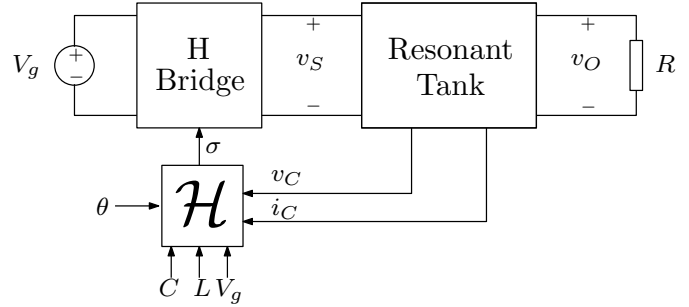 H
Bridge
Resonant
Tank
V_g
+
−
+
v_S
−
+
v_O
−
R
σ
ℋ
θ
v_C
i_C
C
L
V_g